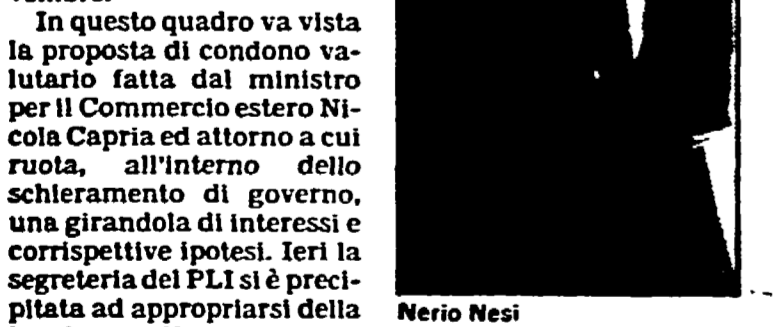 In questo quadro va vista
la proposta di condono va-
lutario fatta dal ministro
per il Commercio estero Ni-
cola Capria ed attorno a cui
ruota, all'interno dello
schieramento di governo,
una girandola di interessi e
corrispettive ipotesi. Ieri la
segreteria del PLI si è preci-
pitata ad appropriarsi della
Nerio Nesi